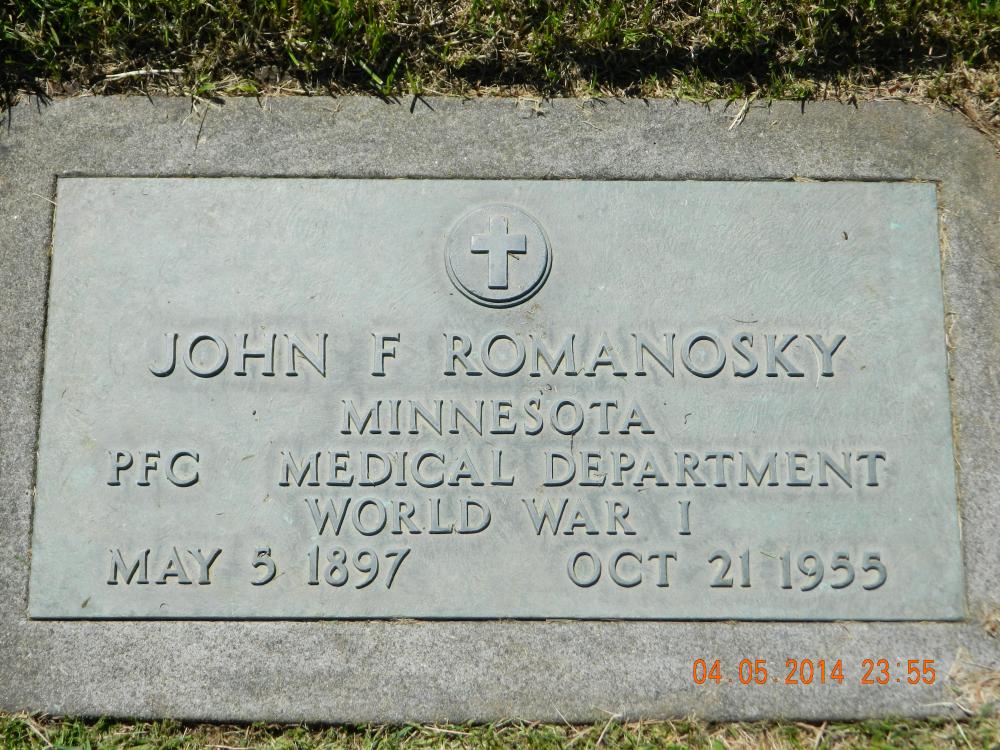 JOHN F ROMANOSKY
MINNESOTA
PFC MEDICAL DEPARTMENT
WORLD WAR I
MAY 5 1897 OCT 21 1955
04.05.2014 23:55